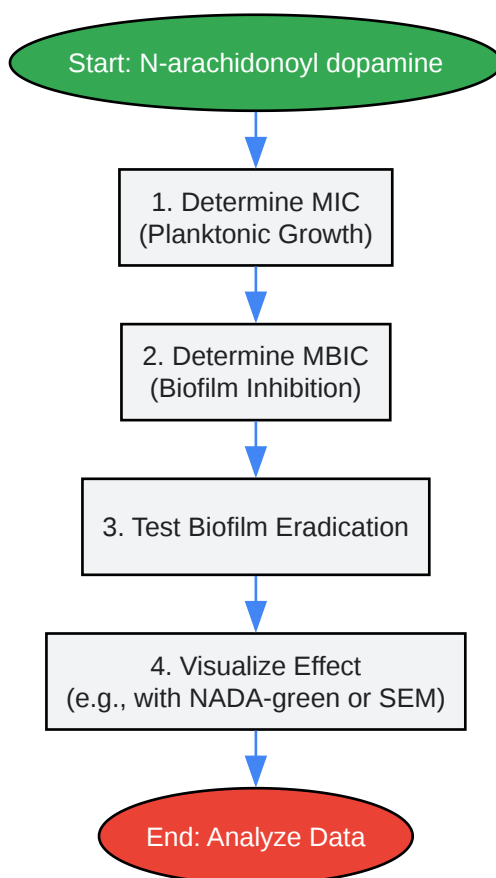 Start: N-arachidonoyl dopamine
1. Determine MIC
(Planktonic Growth)
2. Determine MBIC
(Biofilm Inhibition)
3. Test Biofilm Eradication
4. Visualize Effect
(e.g., with NADA-green or SEM)
End: Analyze Data